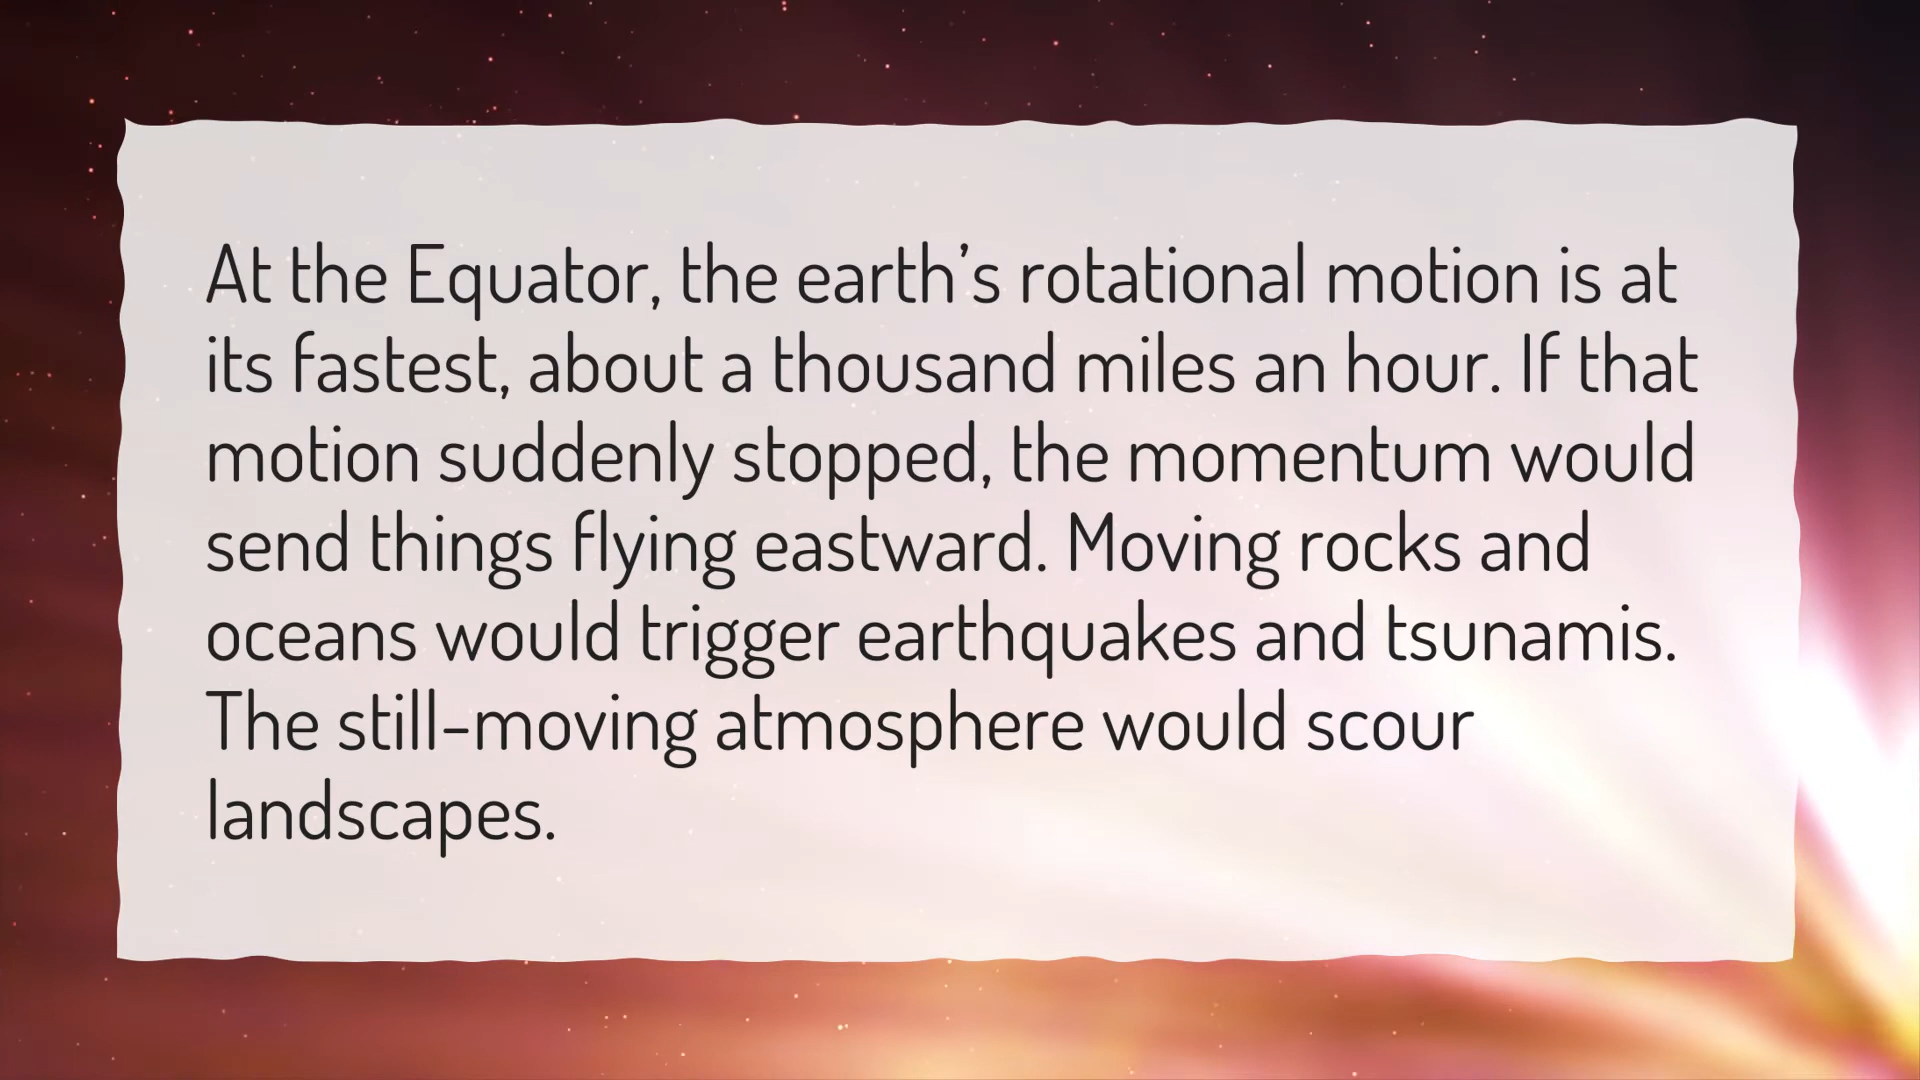 At the Equator, the earth’s rotational motion is at
its fastest, about a thousand miles an hour. If that
motion suddenly stopped, the momentum would
send things flying eastward. Moving rocks and
oceans would trigger earthquakes and tsunamis.
The still-moving atmosphere would scour
landscapes.